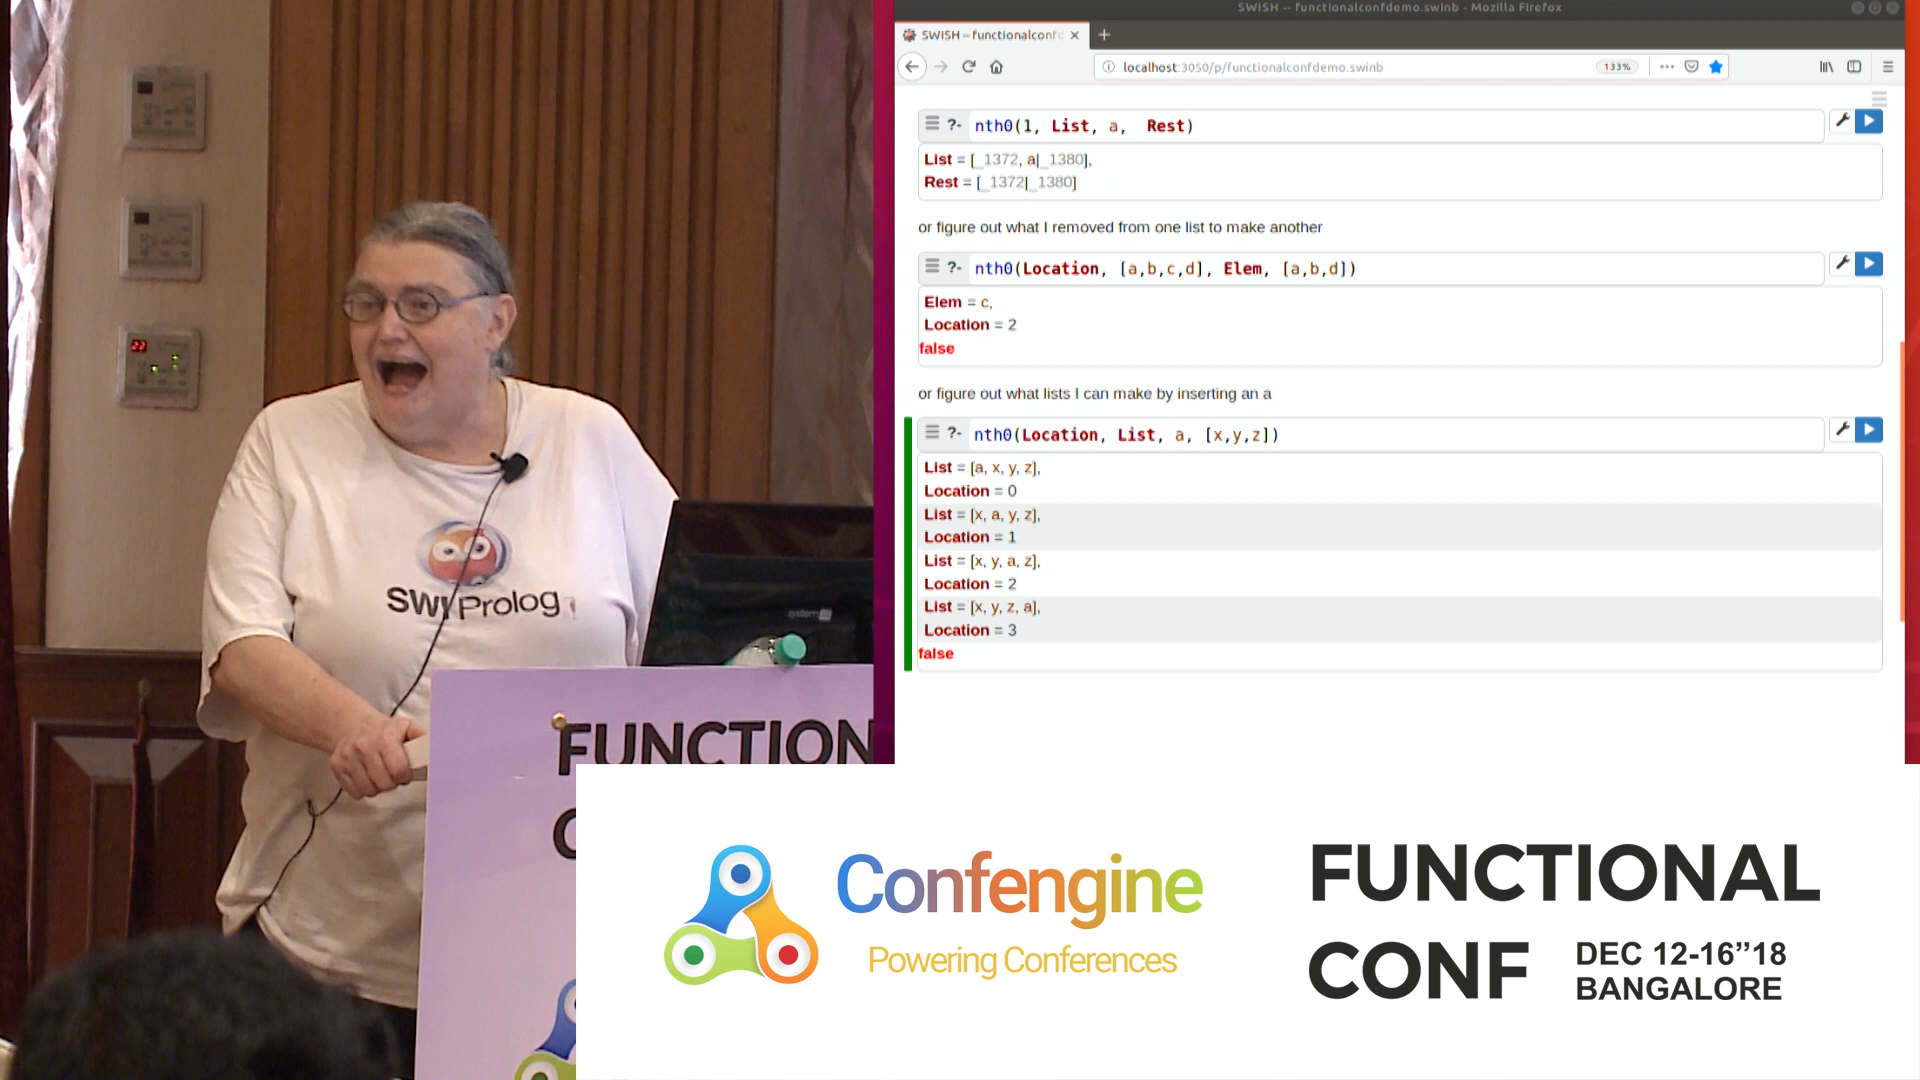 SWI Prolog
FUNCTION
C
22
SWISH -- functionalconfdemo.swinb - Mozilla Firefox
SWISH -- functionalconfd
localhost:3050/p/functionalconfdemo.swinb
133%
?- nth0(1, List, a, Rest)
List = [_1372, a|_1380],
Rest = [_1372|_1380]
or figure out what I removed from one list to make another
?- nth0(Location, [a,b,c,d], Elem, [a,b,d])
Elem = c,
Location = 2
false
or figure out what lists I can make by inserting an a
?- nth0(Location, List, a, [x,y,z])
List = [a, x, y, z],
Location = 0
List = [x, a, y, z],
Location = 1
List = [x, y, a, z],
Location = 2
List = [x, y, z, a],
Location = 3
false
Confengine
Powering Conferences
FUNCTIONAL
CONF
DEC 12-16”18
BANGALORE